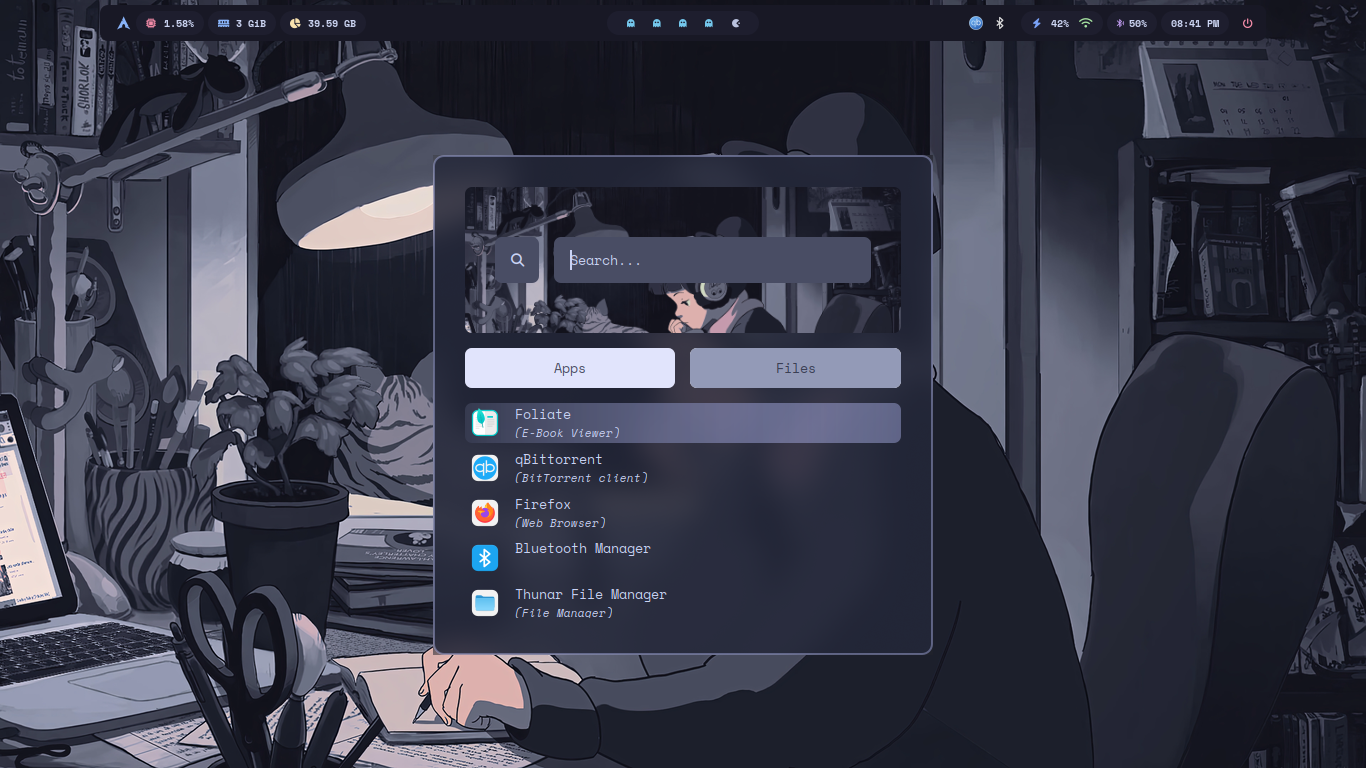 1.58% 3 GiB 39.59 GB 42% 50% 08:41 PM
SHORLOK
Search...
Apps Files
Foliate
(E-Book Viewer)
qBittorrent
(BitTorrent client)
Firefox
(Web Browser)
Bluetooth Manager
Thunar File Manager
(File Manager)